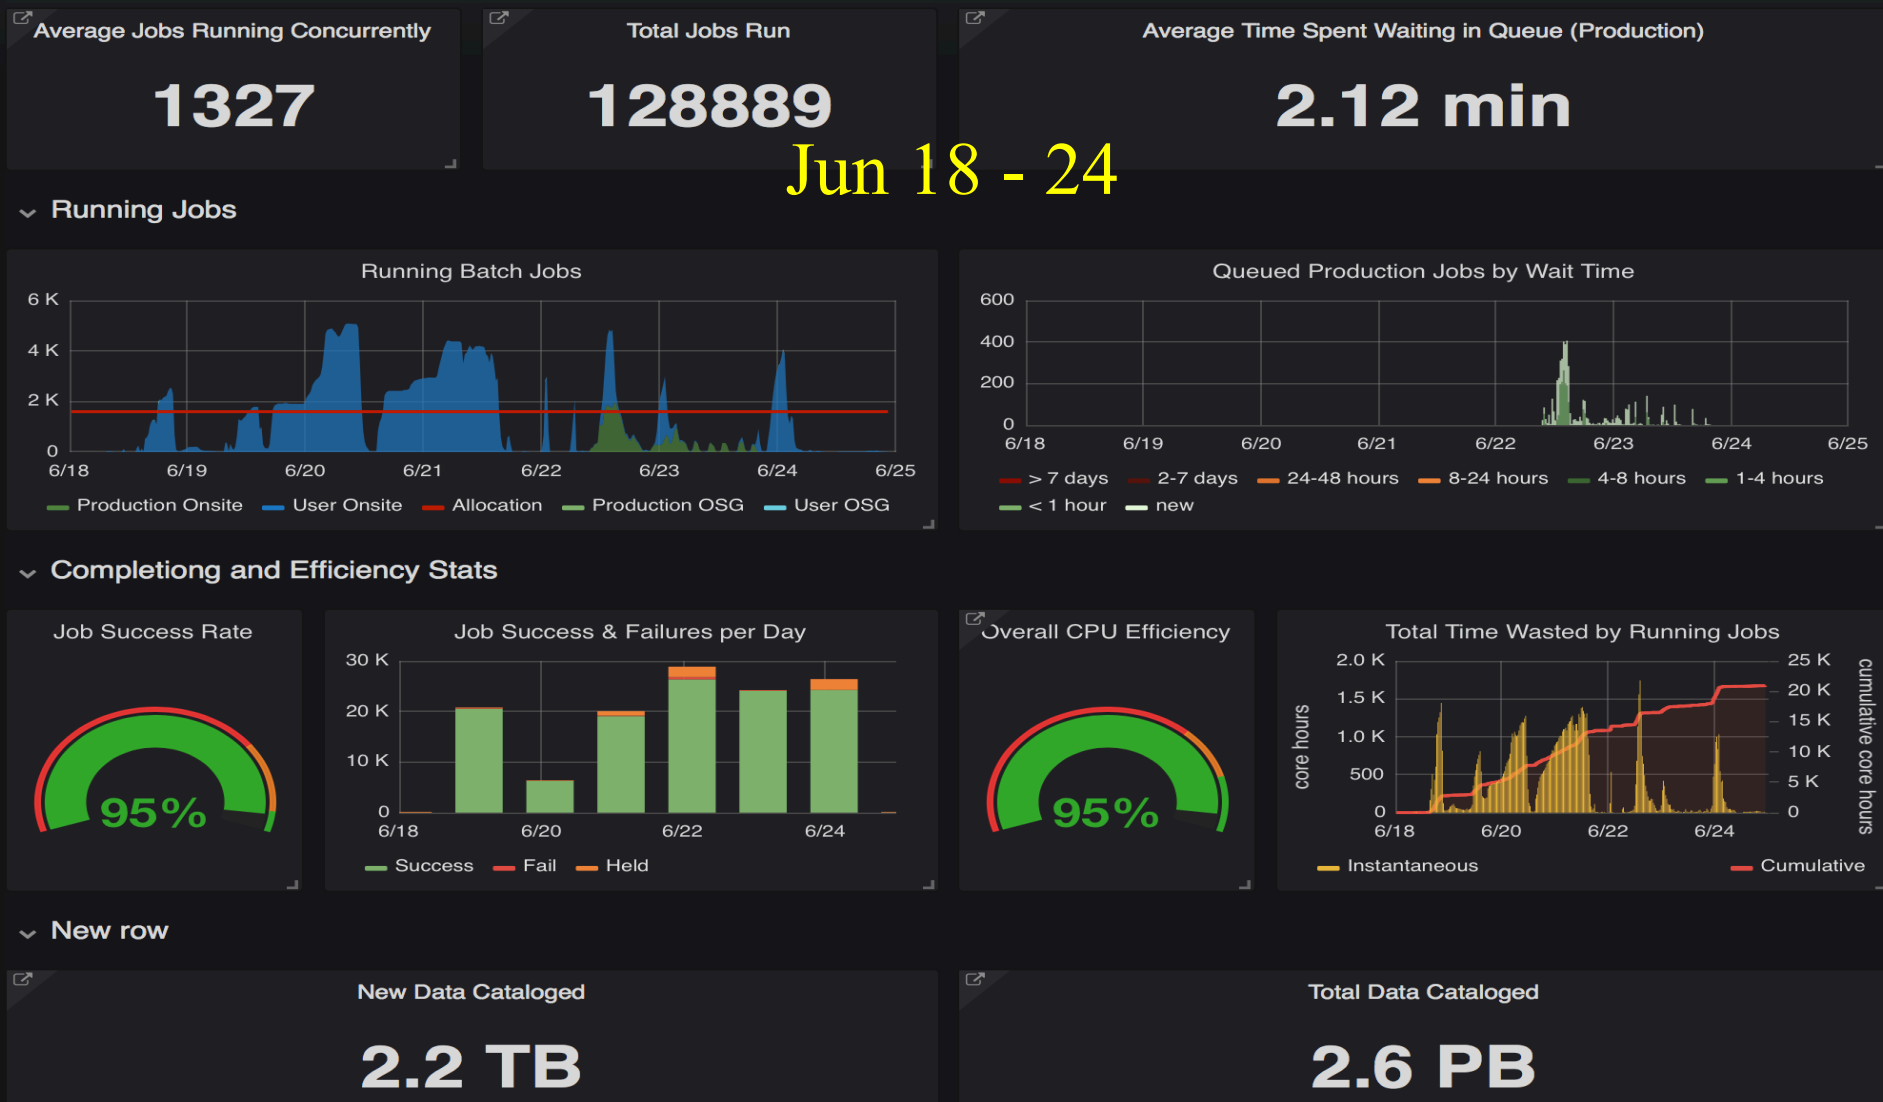 Average Jobs Running Concurrently
1327
Total Jobs Run
128889
Average Time Spent Waiting in Queue (Production)
2.12 min
Jun 18 - 24
Running Jobs
Running Batch Jobs
6 K
4 K
2 K
0
6/18 6/19 6/20 6/21 6/22 6/23 6/24 6/25
Production Onsite User Onsite Allocation Production OSG User OSG
Queued Production Jobs by Wait Time
600
400
200
0
6/18 6/19 6/20 6/21 6/22 6/23 6/24 6/25
> 7 days 2-7 days 24-48 hours 8-24 hours 4-8 hours 1-4 hours
< 1 hour new
Completiong and Efficiency Stats
Job Success Rate
95%
Job Success & Failures per Day
30 K
20 K
10 K
0
6/18 6/20 6/22 6/24
Success Fail Held
Overall CPU Efficiency
95%
Total Time Wasted by Running Jobs
core hours
2.0 K
1.5 K
1.0 K
500
0
25 K
20 K
15 K
10 K
5 K
0
cumulative core hours
6/18 6/20 6/22 6/24
Instantaneous Cumulative
New row
New Data Cataloged
2.2 TB
Total Data Cataloged
2.6 PB